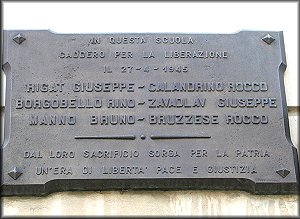 IN QUESTA SCUOLA
CADDERO PER LA LIBERAZIONE
IL 27-4-1945
RIGAT GIUSEPPE-CALANDRINO ROCCO
BORGOBELLO RINO-ZAVADLAV GIUSEPPE
MANNO BRUNO-BRUZZESE ROCCO
DAL LORO SACRIFICIO SORGA PER LA PATRIA
UN'ERA DI LIBERTA' PACE E GIUSTIZIA